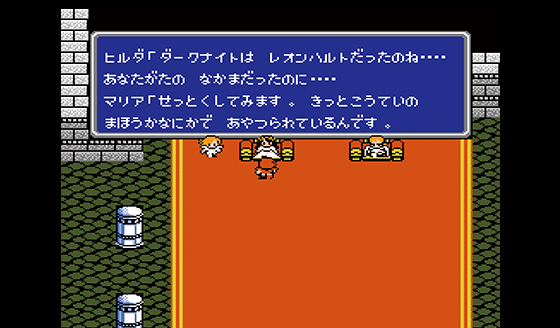 ヒルダ「ダークナイトは レオンハルトだったのね‥‥
あなたがたの なかまだったのに‥‥
マリア「せっとくしてみます。 きっとこうていの
まほうかなにかで あやつられているんです。